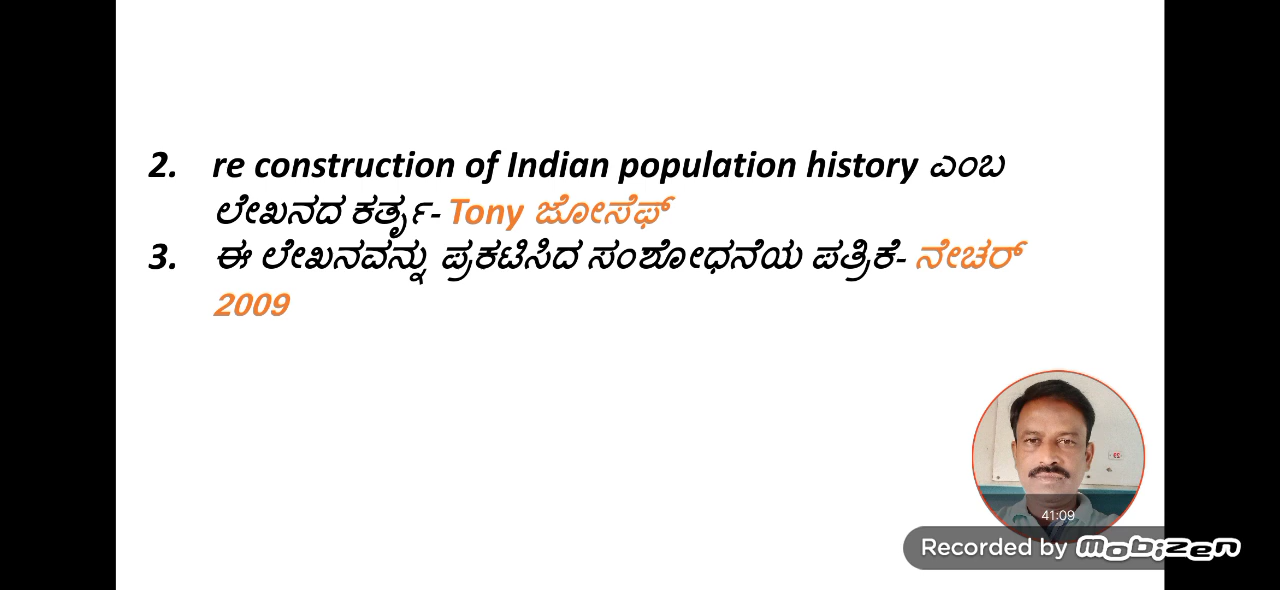 2. re construction of Indian population history ಎಂಬ
ಲೇಖನದ ಕರ್ತೃ- Tony ಜೋಸೆಫ್
3. ಈ ಲೇಖನವನ್ನು ಪ್ರಕಟಿಸಿದ ಸಂಶೋಧನೆಯ ಪತ್ರಿಕೆ- ನೇಚರ್
2009
41:09
Recorded by mobizen